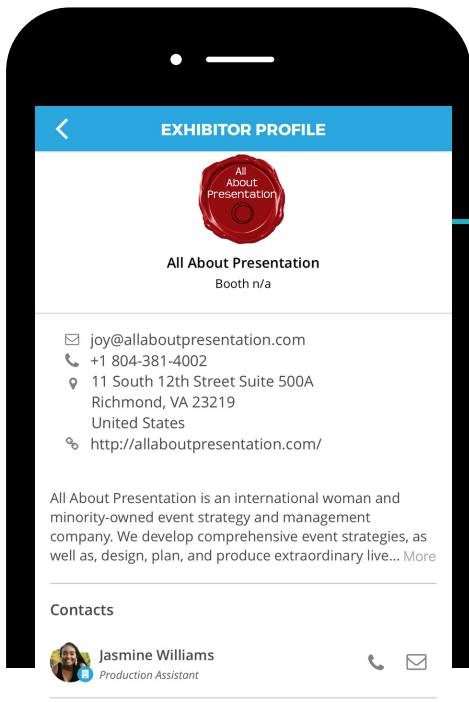 EXHIBITOR PROFILE
All
About
Presentation
All About Presentation
Booth n/a
joy@allaboutpresentation.com
+1 804-381-4002
11 South 12th Street Suite 500A
Richmond, VA 23219
United States
http://allaboutpresentation.com/
All About Presentation is an international woman and
minority-owned event strategy and management
company. We develop comprehensive event strategies, as
well as, design, plan, and produce extraordinary live... More
Contacts
Jasmine Williams
Production Assistant